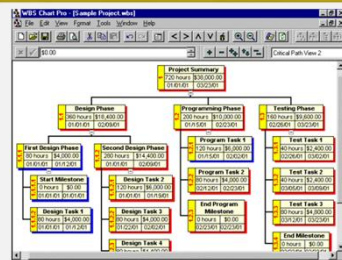 WBS Chart Pro - [Sample Project.wbs]
File Edit View Format Tools Window Help
$0.00
Critical Path View 2
Project Summary
720 hours $30,000.00
01/01/01 03/23/01
Design Phase
360 hours $18,400.00
01/01/01 02/09/01
Programming Phase
200 hours $10,000.00
01/15/01 02/23/01
Testing Phase
160 hours $9,600.00
02/26/01 03/23/01
First Design Phase
80 hours $4,000.00
01/01/01 01/12/01
Second Design Phase
280 hours $14,400.00
01/01/01 02/09/01
Program Task 1
120 hours $6,000.00
01/15/01 02/02/01
Test Task 1
40 hours $2,400.00
02/26/01 03/02/01
Start Milestone
0 hours $0.00
01/01/01 01/01/01
Design Task 2
120 hours $6,000.00
01/01/01 01/19/01
Program Task 2
80 hours $4,000.00
02/12/01 02/23/01
Test Task 2
40 hours $2,400.00
03/05/01 03/09/01
Design Task 1
80 hours $4,000.00
01/01/01 01/12/01
Design Task 3
80 hours $4,000.00
01/22/01 02/02/01
End Program
Milestone
0 hours $0.00
02/23/01 02/23/01
Test Task 3
80 hours
03/12/01 03/23/01
Design Task 4
End Milestone
0 hours $0.00